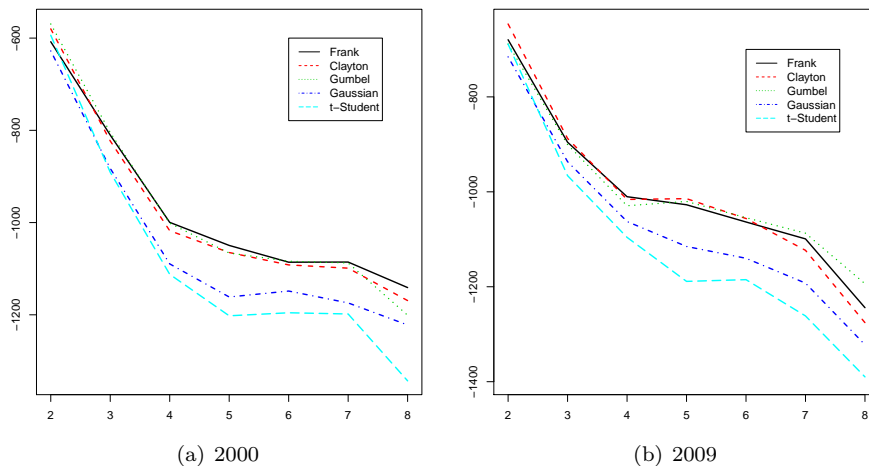 −600
−800
−1000
−1200
2 3 4 5 6 7 8
Frank
Clayton
Gumbel
Gaussian
t−Student
(a) 2000
−800
−1000
−1200
−1400
2 3 4 5 6 7 8
Frank
Clayton
Gumbel
Gaussian
t−Student
(b) 2009